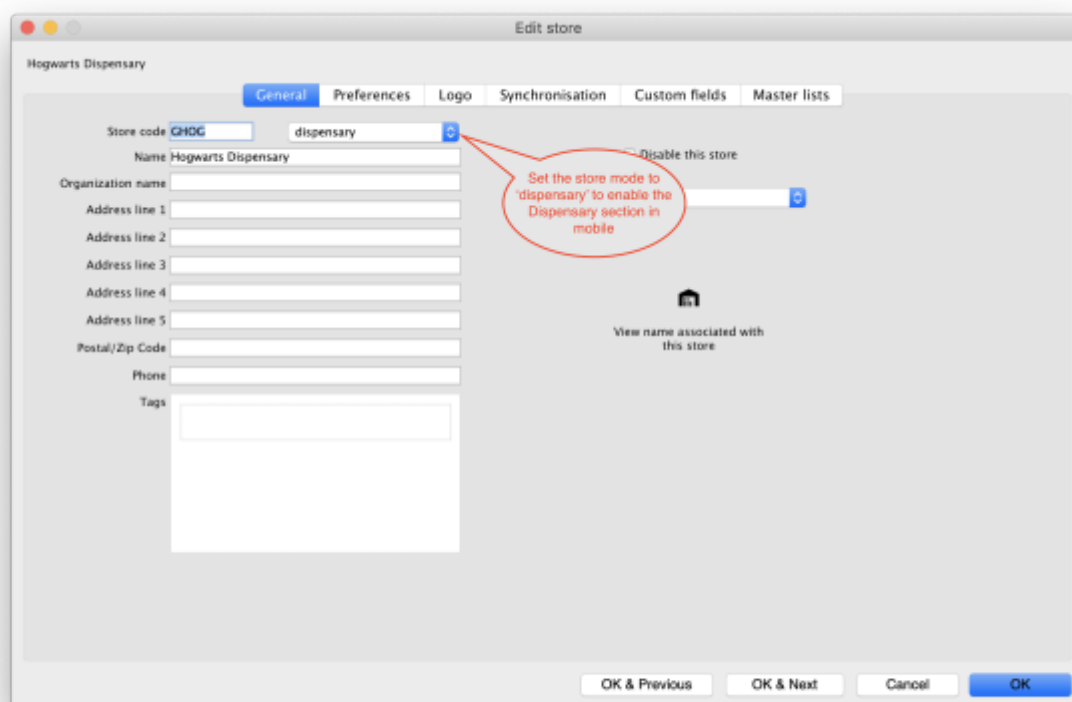 Edit store
Hogwarts Dispensary
General Preferences Logo Synchronisation Custom fields Master lists
Store code GHOG dispensary
Name Hogwarts Dispensary
Disable this store
Organization name
Set the store mode to
'dispensary' to enable the
Dispensary section in
mobile
Address line 1
Address line 2
Address line 3
Address line 4
Address line 5
View name associated with
this store
Postal/Zip Code
Phone
Tags
OK & Previous OK & Next Cancel OK